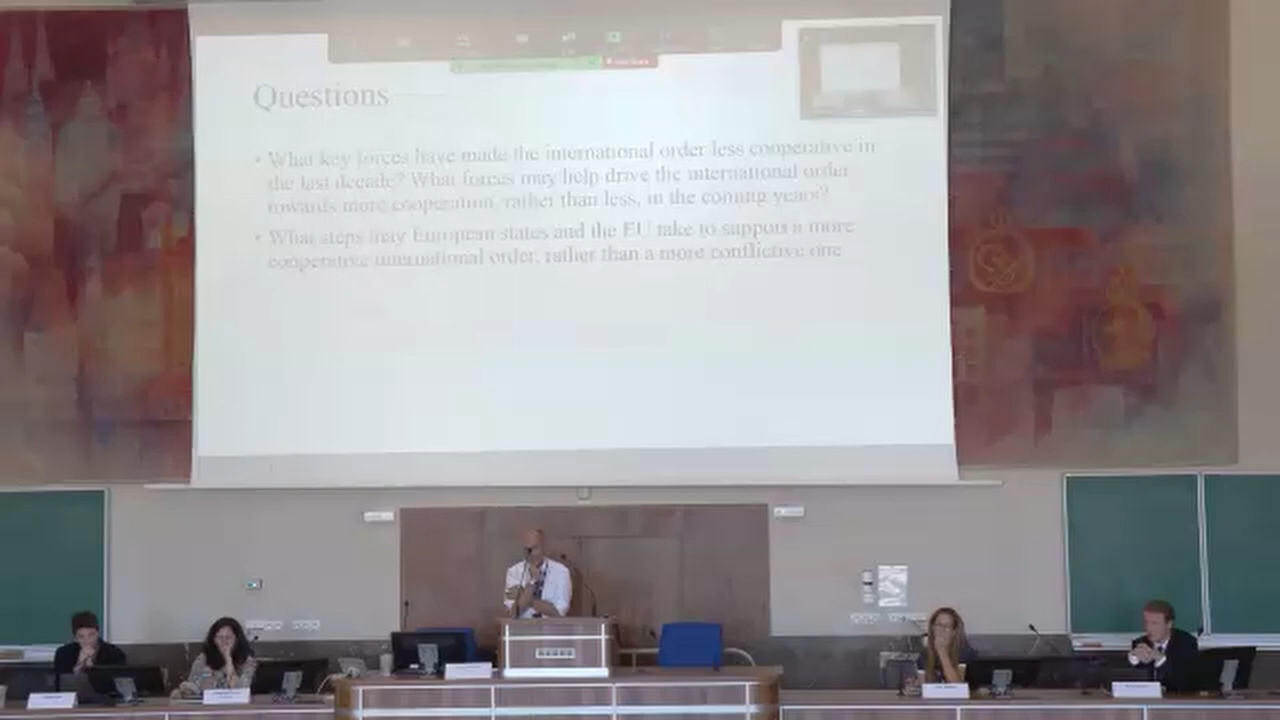 Questions
• What key forces have made the international order less cooperative in
the last decade? What forces may help drive the international order
towards more cooperation, rather than less, in the coming years?
• What steps may European states and the EU take to support a more
cooperative international order, rather than a more conflictive one